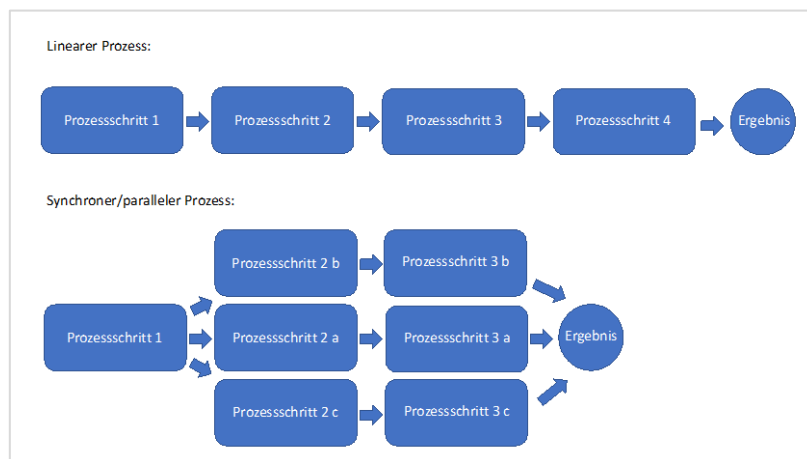 Linearer Prozess:
Prozessschritt 1
Prozessschritt 2
Prozessschritt 3
Prozessschritt 4
Ergebnis
Synchroner/paralleler Prozess:
Prozessschritt 2 b
Prozessschritt 3 b
Prozessschritt 1
Prozessschritt 2 a
Prozessschritt 3 a
Ergebnis
Prozessschritt 2 c
Prozessschritt 3 c